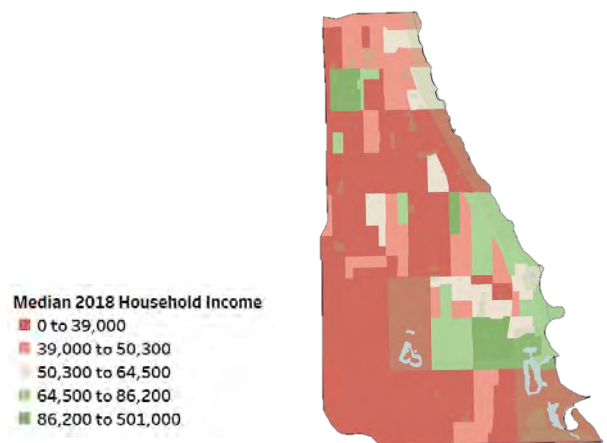 Median 2018 Household Income
0 to 39,000
39,000 to 50,300
50,300 to 64,500
64,500 to 86,200
86,200 to 501,000